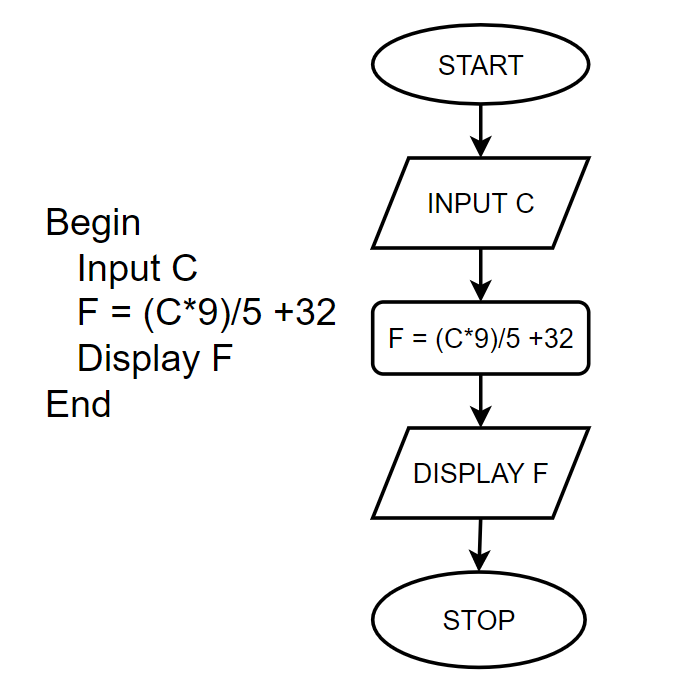 Begin
Input C
F = (C*9)/5 +32
Display F
End
START
INPUT C
F = (C*9)/5 +32
DISPLAY F
STOP